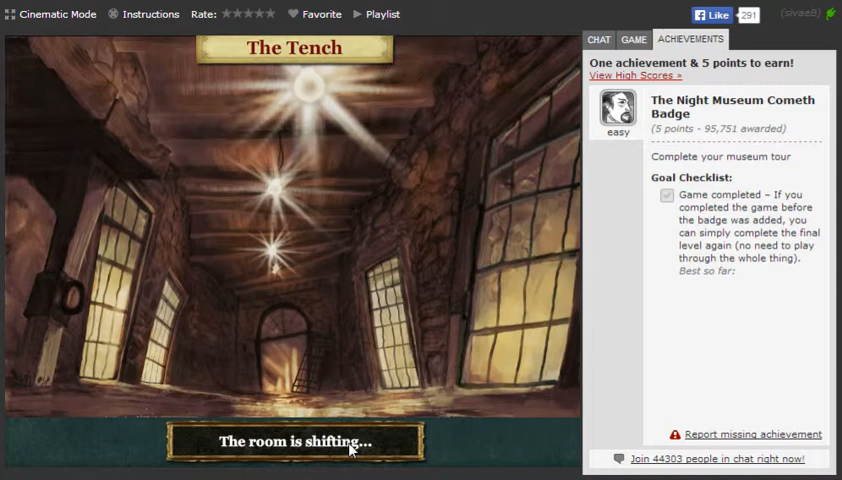 Cinematic Mode Instructions Rate: Favorite Playlist Like 291 (sivae8)
The Tench
CHAT GAME ACHIEVEMENTS
One achievement & 5 points to earn!
View High Scores »
easy
The Night Museum Cometh
Badge
(5 points - 95,751 awarded)
Complete your museum tour
Goal Checklist:
Game completed – If you
completed the game before
the badge was added, you
can simply complete the final
level again (no need to play
through the whole thing).
Best so far:
Report missing achievement
Join 44303 people in chat right now!
The room is shifting...